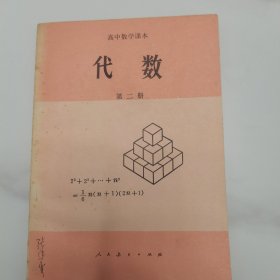 高中数学课本
代数
第二册
1²+2²+…+n²
=1/6 n(n+1)(2n+1)
人民教育出版社